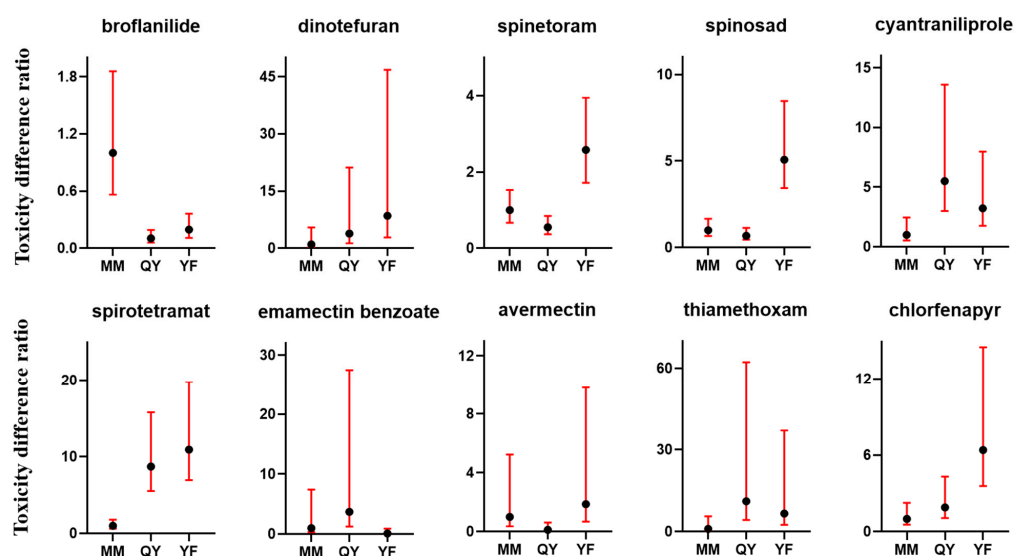 broflanilide dinotefuran spinetoram spinosad cyantraniliprole
Toxicity difference ratio
1.8 45 4 10 15
1.2 30 2 5 10
0.6 15 0 0 5
0.0 0 0
MM QY YF MM QY YF MM QY YF MM QY YF MM QY YF
spirotetramat emamectin benzoate avermectin thiamethoxam chlorfenapyr
Toxicity difference ratio
20 30 12 60 12
10 20 8 30 6
0 10 4 0 0
0 0
MM QY YF MM QY YF MM QY YF MM QY YF MM QY YF